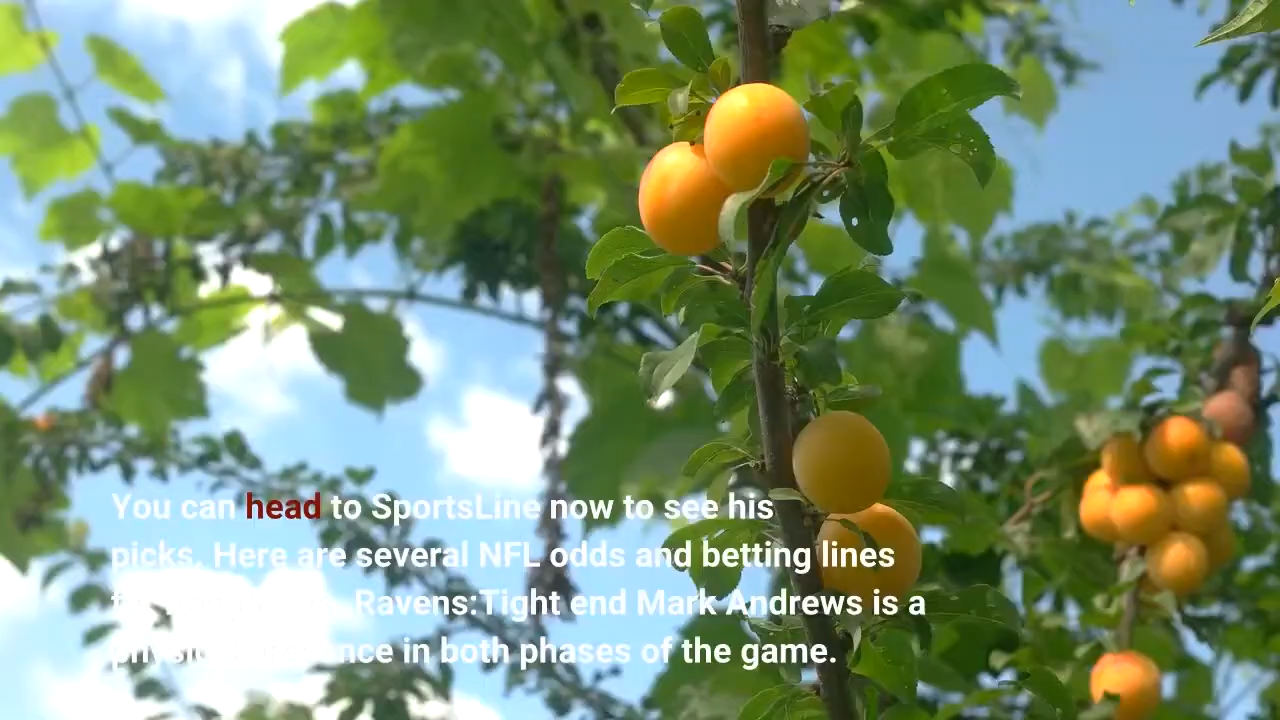 You can head to SportsLine now to see his
picks. Here are several NFL odds and betting lines
Ravens:Tight end Mark Andrews is a
in both phases of the game.